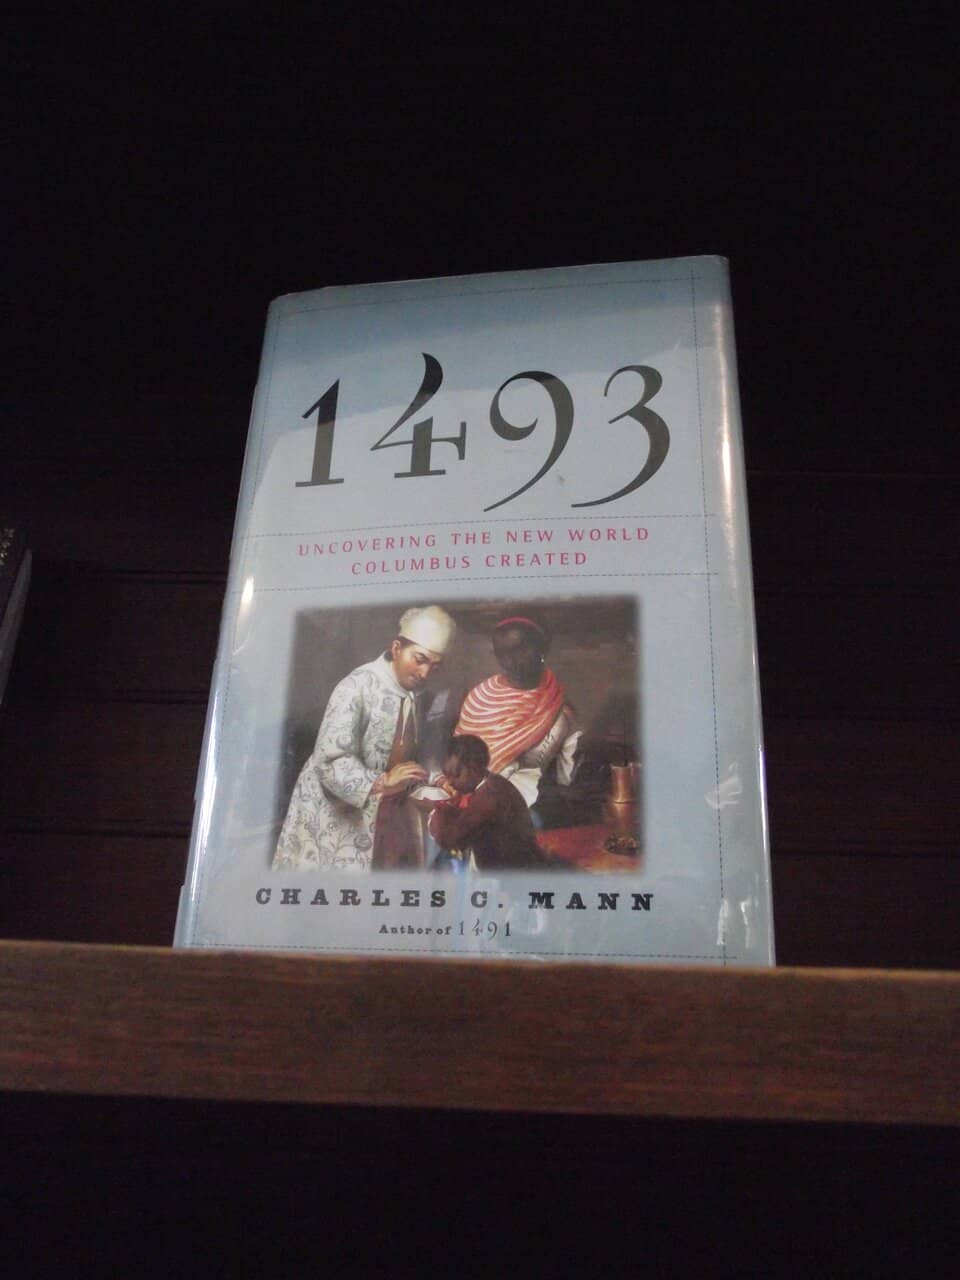 1493
UNCOVERING THE NEW WORLD
COLUMBUS CREATED
CHARLES C. MANN
Author of 1491